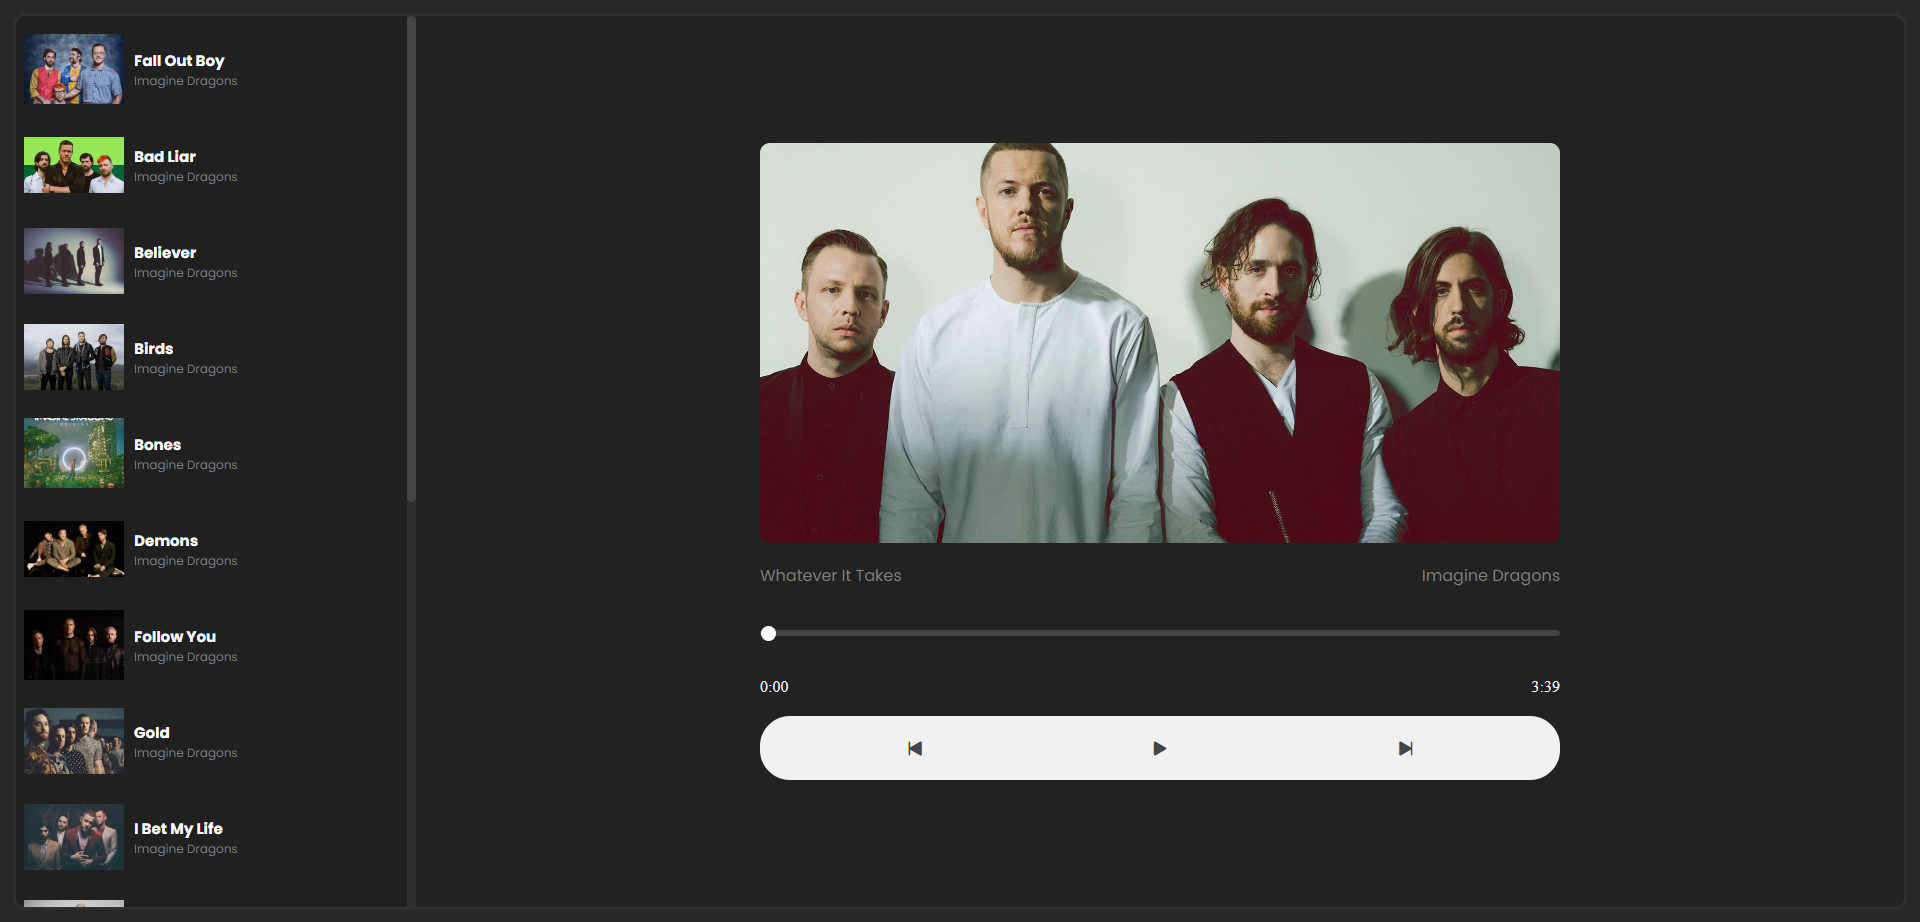 Fall Out Boy
Imagine Dragons
Bad Liar
Imagine Dragons
Believer
Imagine Dragons
Birds
Imagine Dragons
Bones
Imagine Dragons
Demons
Imagine Dragons
Follow You
Imagine Dragons
Gold
Imagine Dragons
I Bet My Life
Imagine Dragons
Whatever It Takes
Imagine Dragons
0:00
3:39